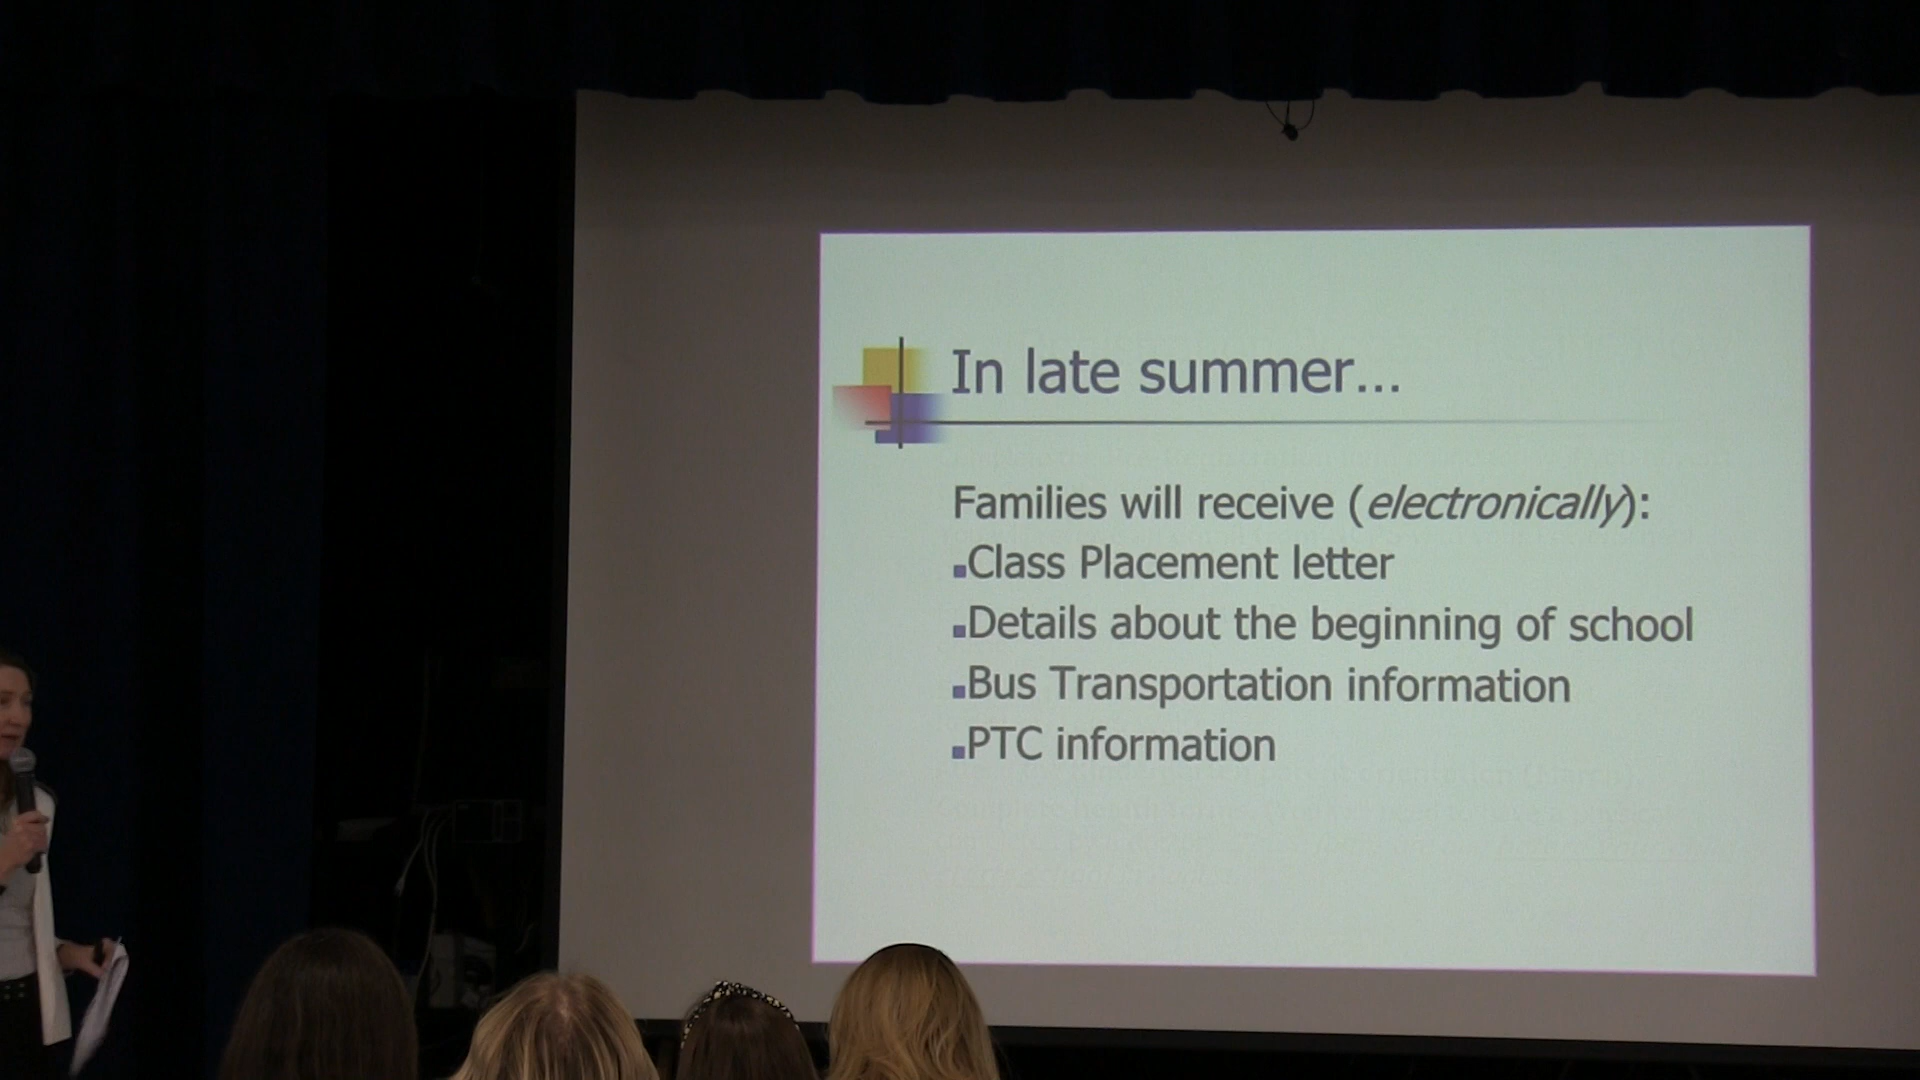 In late summer...
Families will receive (electronically):
Class Placement letter
Details about the beginning of school
Bus Transportation information
PTC information